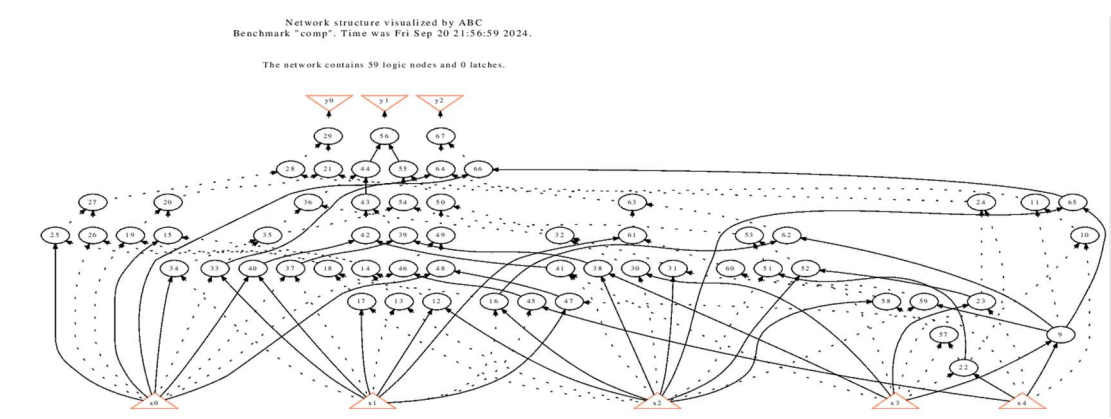 Network structure visualized by ABC
Benchmark "comp". Time was Fri Sep 20 21:56:59 2024.
The network contains 59 logic nodes and 0 latches.
y0 y1 y2
29 56 67
28 21 44 55 64 66
27 20 36 43 54 50 63 24 11 65
25 26 19 15 35 42 39 49 32 61 53 62 10
34 33 40 37 18 14 46 48 41 38 30 31 60 51 52
17 13 12 16 45 47 58 59 23
57 9
22
x0 x1 x2 x3 x4